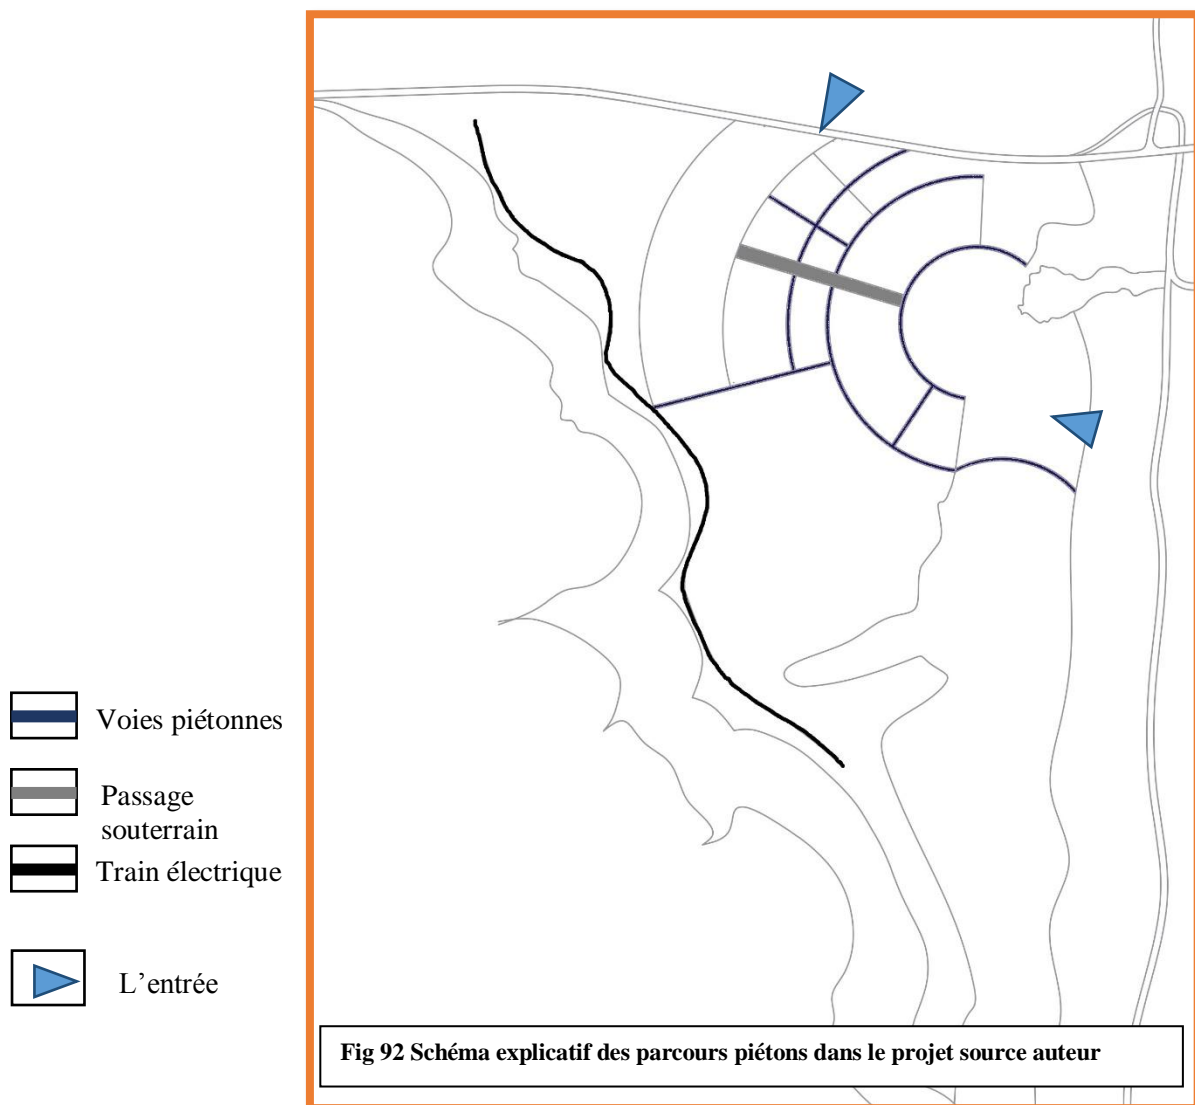 Voies piétonnes
Passage
souterrain
Train électrique
L'entrée
Fig 92 Schéma explicatif des parcours piétons dans le projet source auteur